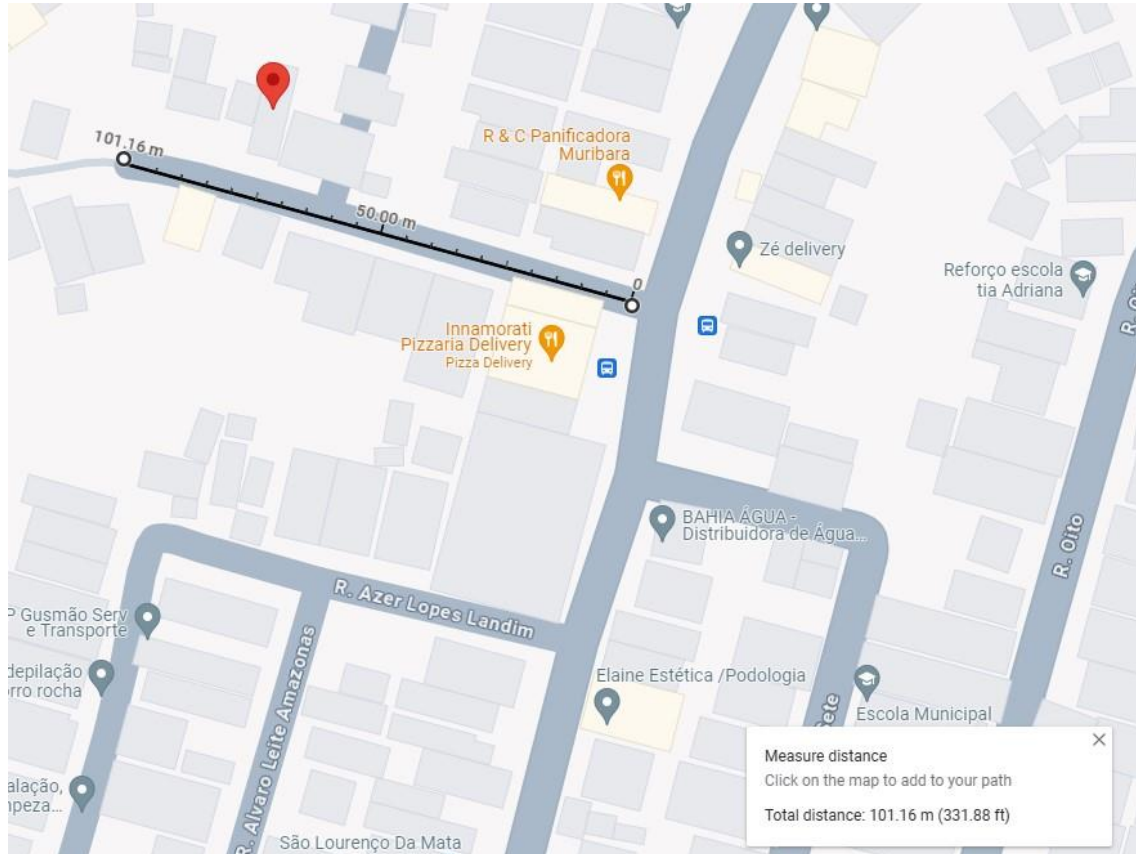 101.16 m
R & C Panificadora
Muribara
50.00 m
Zé delivery
0
Reforço escola
tia Adriana
Innamorati
Pizzaria Delivery
Pizza Delivery
BAHIA ÁGUA -
Distribuidora de Água...
R. Oito
R. Azer Lopes Landim
P Gusmão Serv
e Transporte
R. Alvaro Leite Amazonas
depilação
orro rocha
Elaine Estética /Podologia
Escola Municipal
Sete
Measure distance
Click on the map to add to your path
Total distance: 101.16 m (331.88 ft)
alação,
npeza...
São Lourenço Da Mata